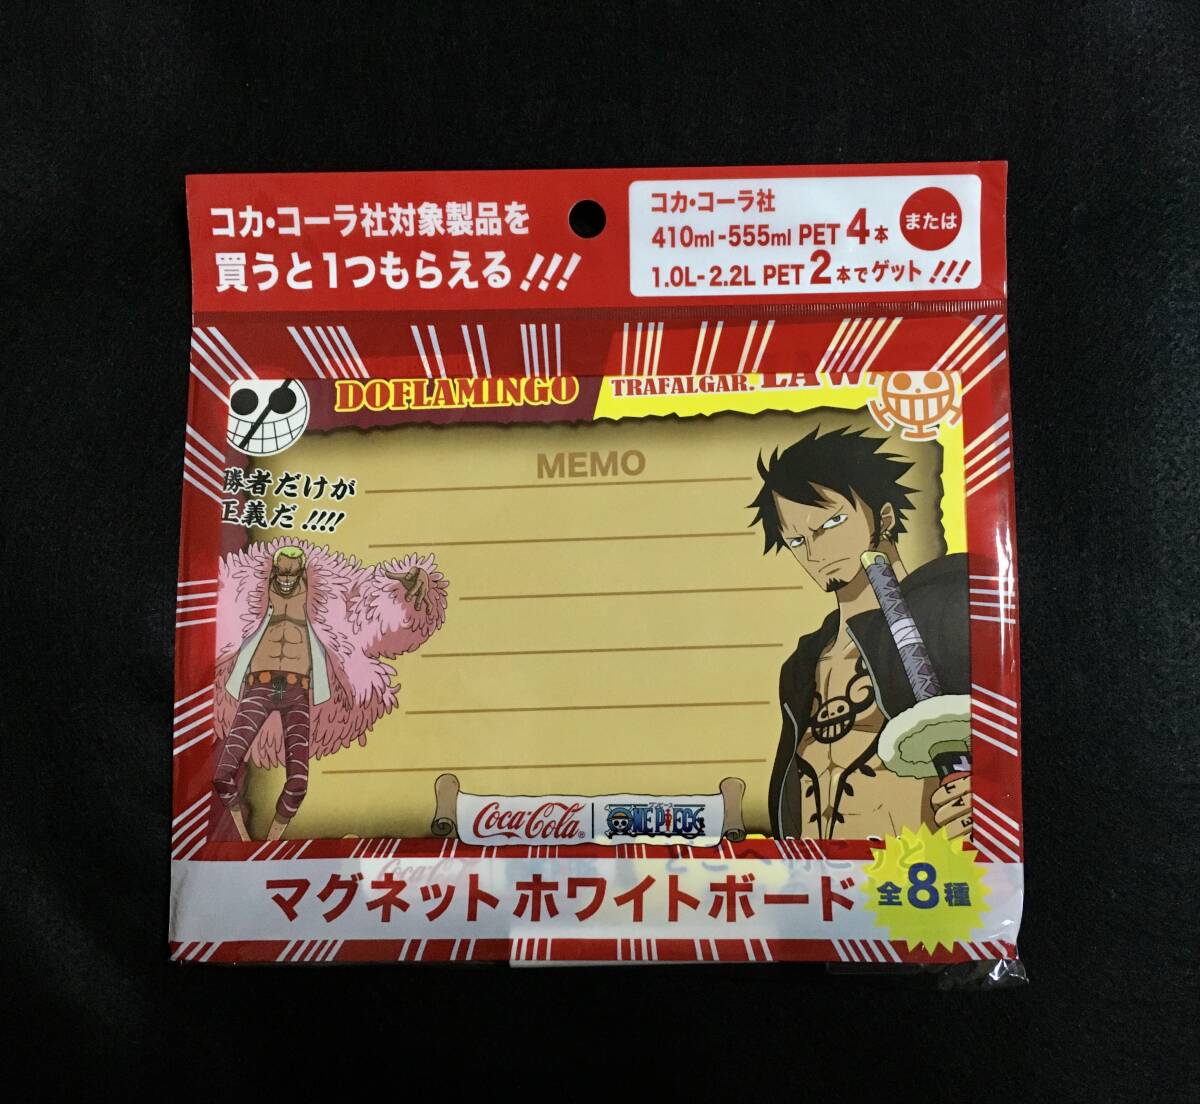 コカ・コーラ社対象製品を
買うと1つもらえる!!!
コカ・コーラ社
410ml-555ml PET 4本
または
1.0L-2.2L PET 2本でゲット!!!
DOFLAMINGO
TRAFALGAR. LAW
MEMO
勝者だけが
正義だ!!!!
Coca-Cola®
ONE PIECE
マグネット ホワイトボード
全8種